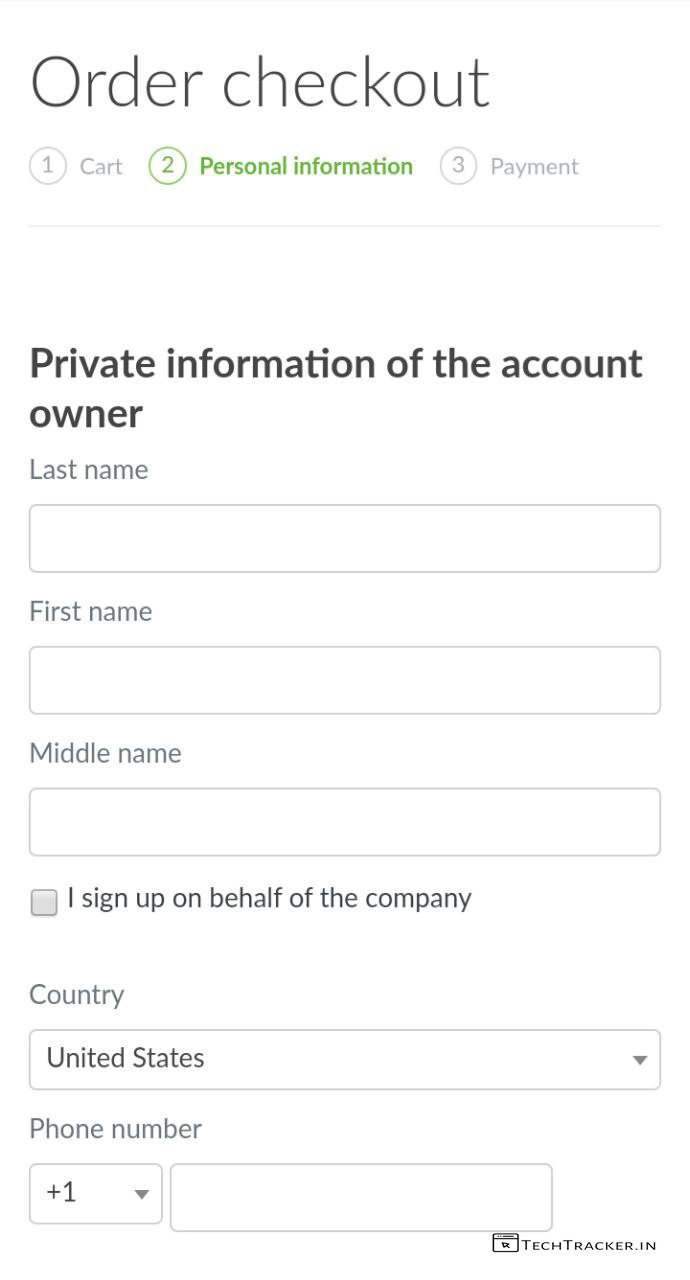 Order checkout
1 Cart 2 Personal information 3 Payment
Private information of the account
owner
Last name
First name
Middle name
I sign up on behalf of the company
Country
United States
Phone number
+1
TECHTRACKER.IN